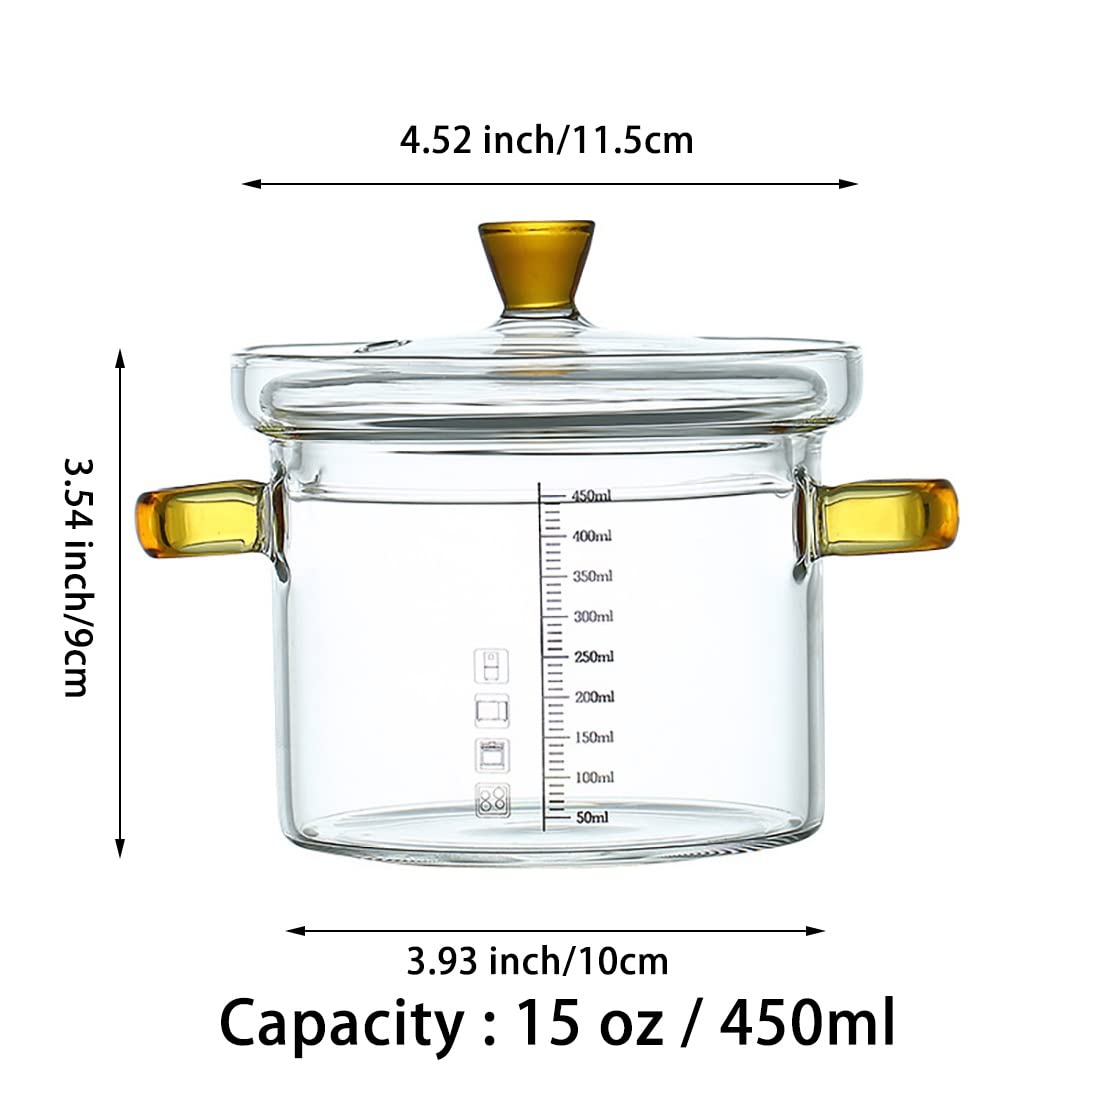 4.52 inch/11.5cm
3.54 inch/9cm
450ml
400ml
350ml
300ml
250ml
200ml
150ml
100ml
50ml
3.93 inch/10cm
Capacity : 15 oz / 450ml